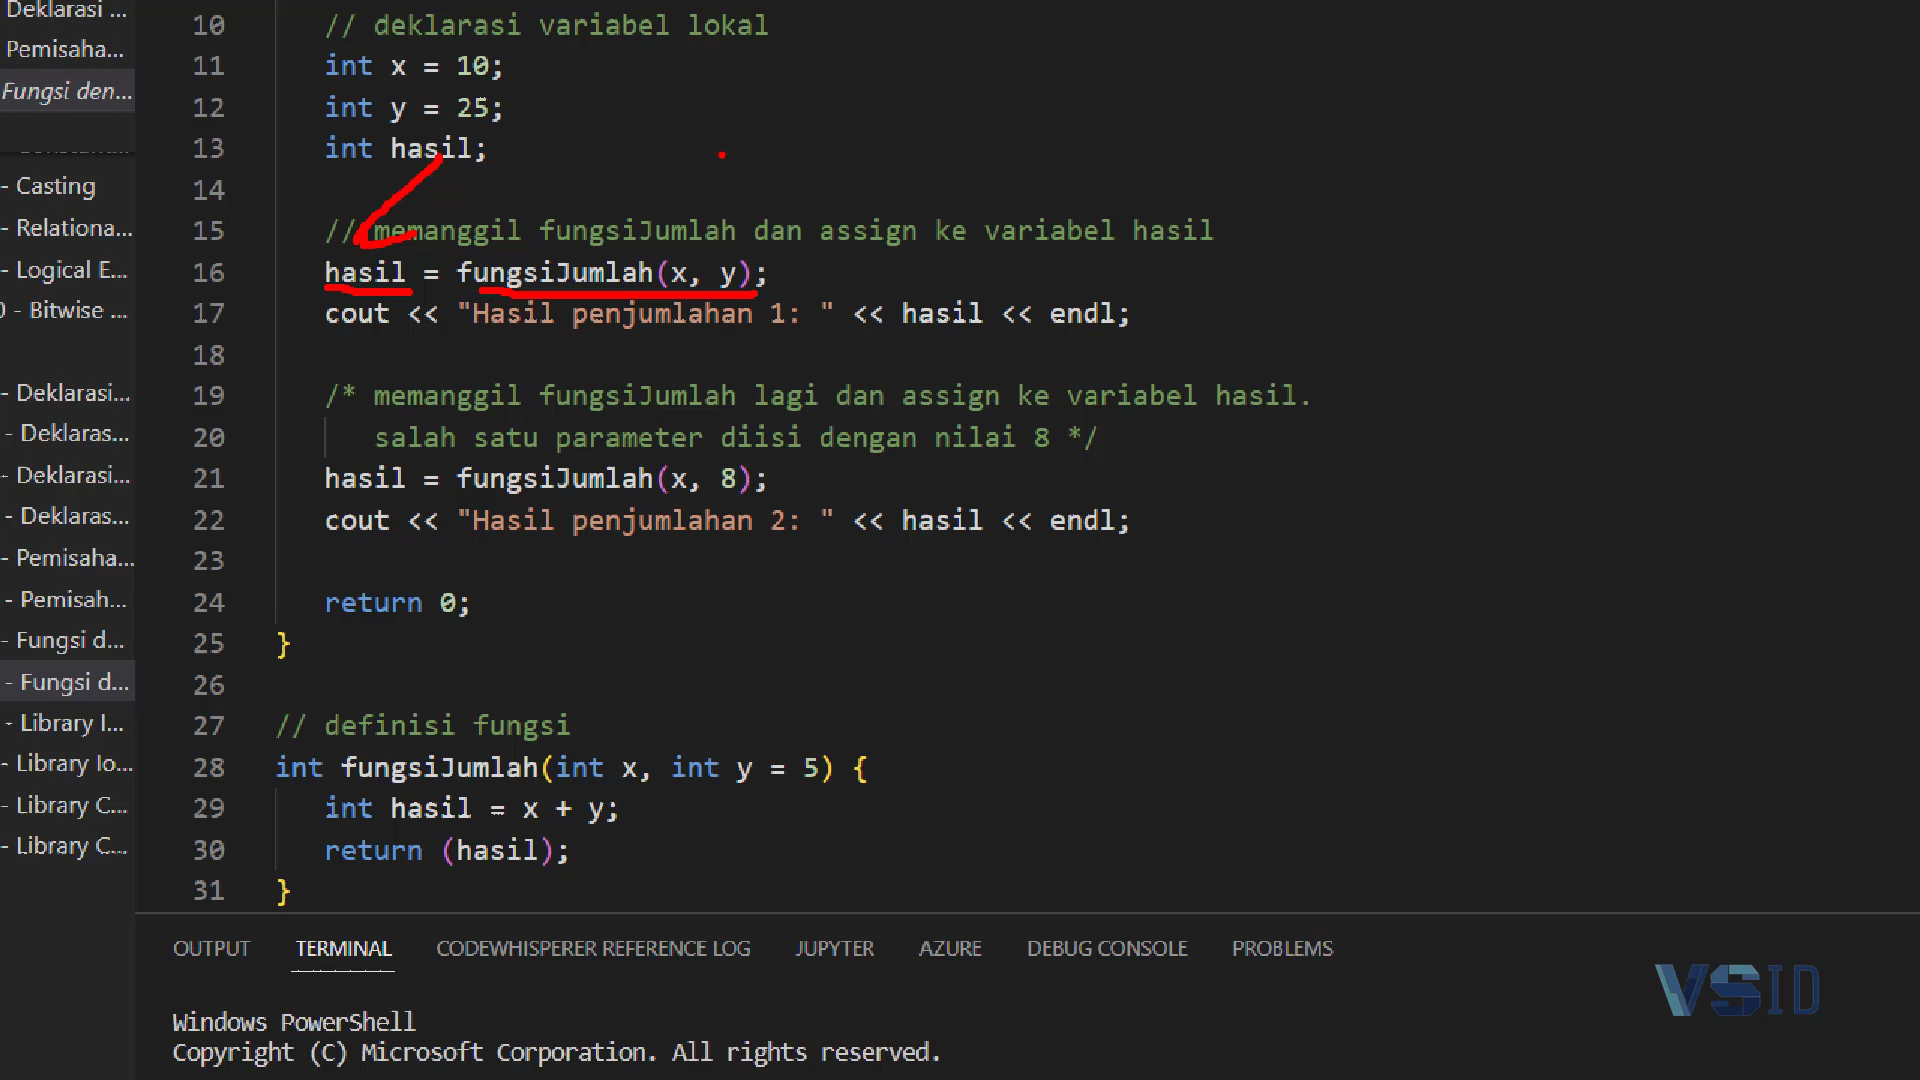 Deklarasi ...
Pemisaha...
Fungsi den...
- Casting
- Relationa...
- Logical E...
0 - Bitwise ...
- Deklarasi...
- Deklaras...
- Deklarasi...
- Deklaras...
- Pemisaha...
- Pemisah...
- Fungsi d...
- Fungsi d...
- Library I...
- Library Io...
- Library C...
- Library C...
10 // deklarasi variabel lokal
11 int x = 10;
12 int y = 25;
13 int hasil;
14
15 // memanggil fungsiJumlah dan assign ke variabel hasil
16 hasil = fungsiJumlah(x, y);
17 cout << "Hasil penjumlahan 1: " << hasil << endl;
18
19 /* memanggil fungsiJumlah lagi dan assign ke variabel hasil.
20 salah satu parameter diisi dengan nilai 8 */
21 hasil = fungsiJumlah(x, 8);
22 cout << "Hasil penjumlahan 2: " << hasil << endl;
23
24 return 0;
25 }
26
27 // definisi fungsi
28 int fungsiJumlah(int x, int y = 5) {
29 int hasil = x + y;
30 return (hasil);
31 }
OUTPUT TERMINAL CODEWHISPERER REFERENCE LOG JUPYTER AZURE DEBUG CONSOLE PROBLEMS
Windows PowerShell
Copyright (C) Microsoft Corporation. All rights reserved.
VSID